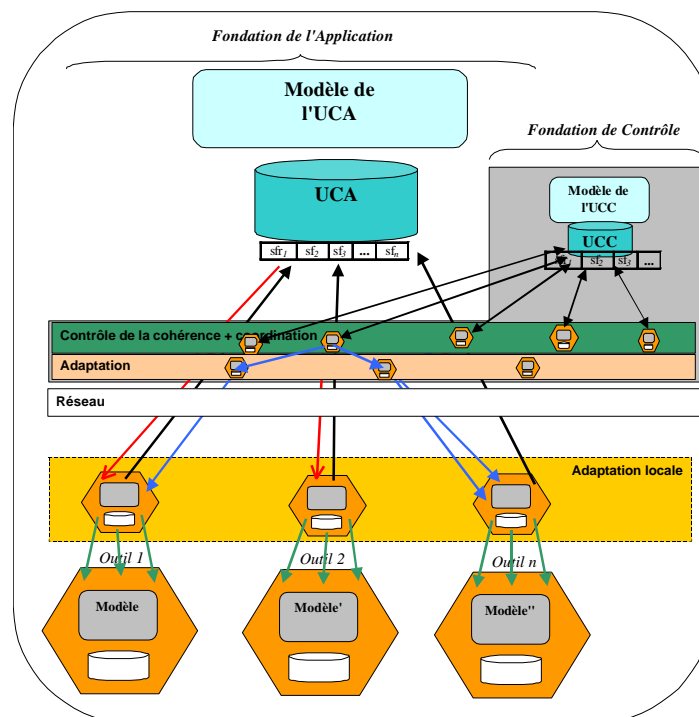 Fondation de l'Application
Modèle de
l'UCA
Fondation de Contrôle
Modèle de
l'UCC
UCA
UCC
sfr1 sf2 sf3 ... sfn
sf2 sf3 ...
Contrôle de la cohérence + coordination
Adaptation
Réseau
Adaptation locale
Outil 1 Outil 2 Outil n
Modèle Modèle' Modèle''